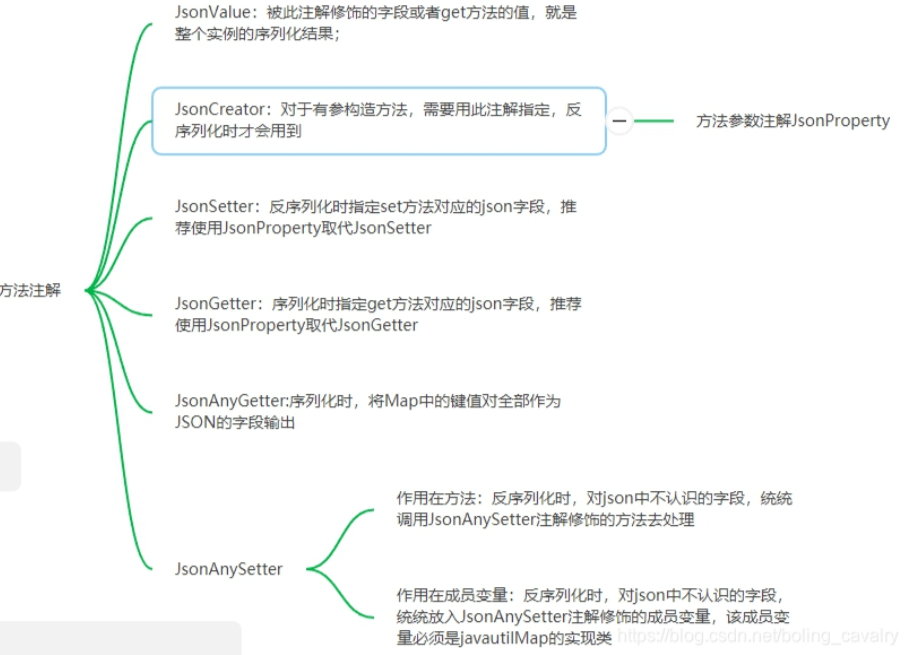 JsonValue：被此注解修饰的字段或者get方法的值，就是
整个实例的序列化结果；
JsonCreator：对于有参构造方法，需要用此注解指定，反
序列化时才会用到
方法参数注解JsonProperty
JsonSetter：反序列化时指定set方法对应的json字段，推
荐使用JsonProperty取代JsonSetter
方法注解
JsonGetter：序列化时指定get方法对应的json字段，推荐
使用JsonProperty取代JsonGetter
JsonAnyGetter:序列化时，将Map中的键值对全部作为
JSON的字段输出
作用在方法：反序列化时，对json中不认识的字段，统统
调用JsonAnySetter注解修饰的方法去处理
JsonAnySetter
作用在成员变量：反序列化时，对json中不认识的字段，
统统放入JsonAnySetter注解修饰的成员变量，该成员变
量必须是javautilMap的实现类
https://blog.csdn.net/boling_cavalry